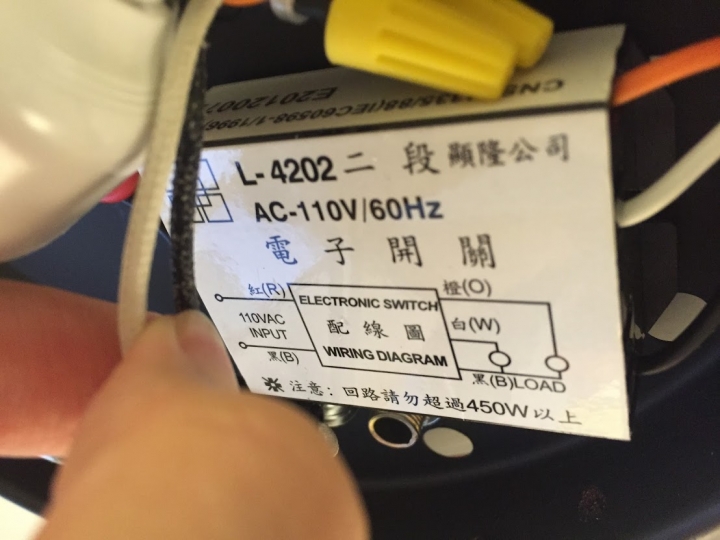 E2012007
L-4202 二 段 顯隆公司
AC-110V/60Hz
電 子 開 關
紅(R)
110VAC
INPUT
黑(B)
ELECTRONIC SWITCH
配 線 圖
WIRING DIAGRAM
橙(O)
白(W)
黑(B)LOAD
注意: 回路請勿超過450W以上